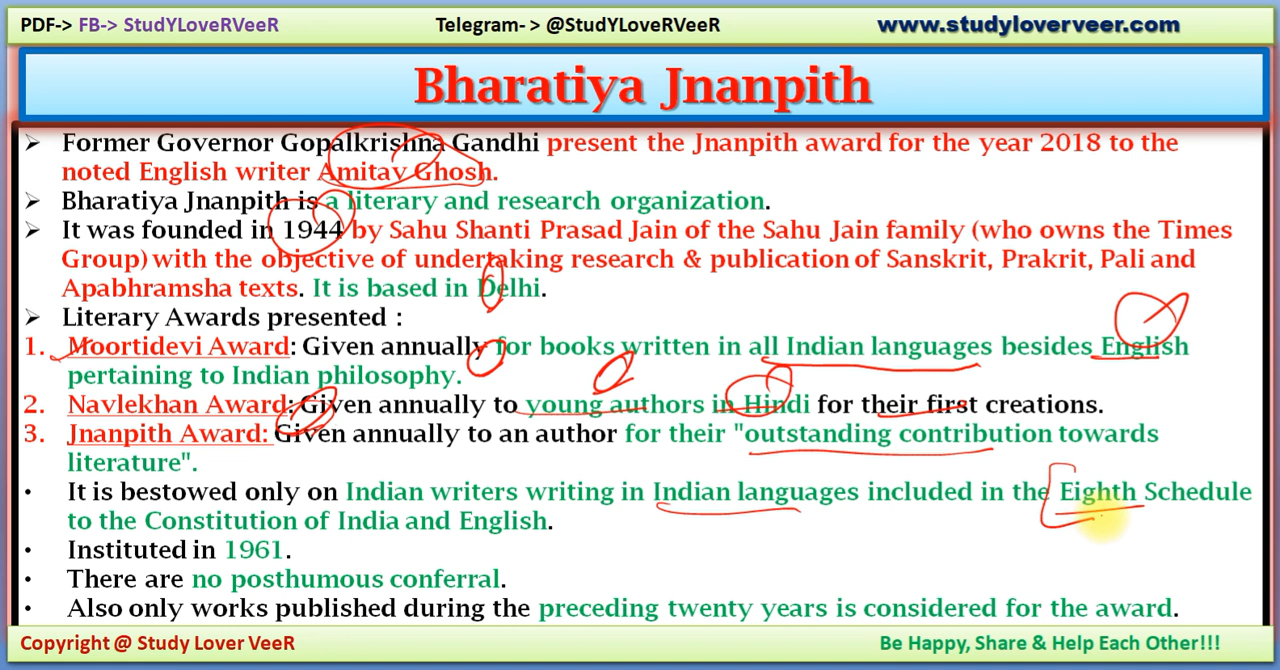 PDF-> FB-> StudYLoveRVeeR Telegram- > @StudYLoveRVeeR www.studyloverveer.com
Bharatiya Jnanpith
➢ Former Governor Gopalkrishna Gandhi present the Jnanpith award for the year 2018 to the
noted English writer Amitav Ghosh.
➢ Bharatiya Jnanpith is a literary and research organization.
➢ It was founded in 1944 by Sahu Shanti Prasad Jain of the Sahu Jain family (who owns the Times
Group) with the objective of undertaking research & publication of Sanskrit, Prakrit, Pali and
Apabhramsha texts. It is based in Delhi.
➢ Literary Awards presented :
1. Moortidevi Award: Given annually for books written in all Indian languages besides English
pertaining to Indian philosophy.
2. Navlekhan Award: Given annually to young authors in Hindi for their first creations.
3. Jnanpith Award: Given annually to an author for their "outstanding contribution towards
literature".
• It is bestowed only on Indian writers writing in Indian languages included in the Eighth Schedule
to the Constitution of India and English.
• Instituted in 1961.
• There are no posthumous conferral.
• Also only works published during the preceding twenty years is considered for the award.
Copyright @ Study Lover VeeR Be Happy, Share & Help Each Other!!!